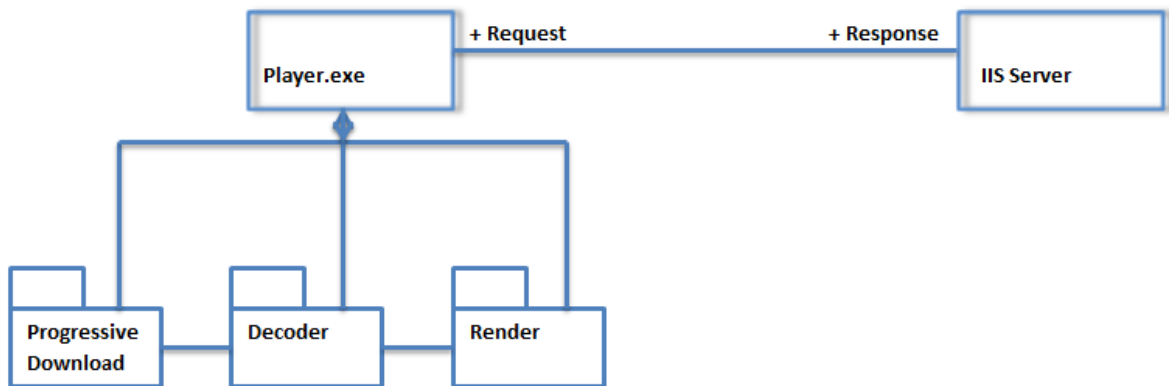 + Request
+ Response
Player.exe
IIS Server
Progressive
Download
Decoder
Render